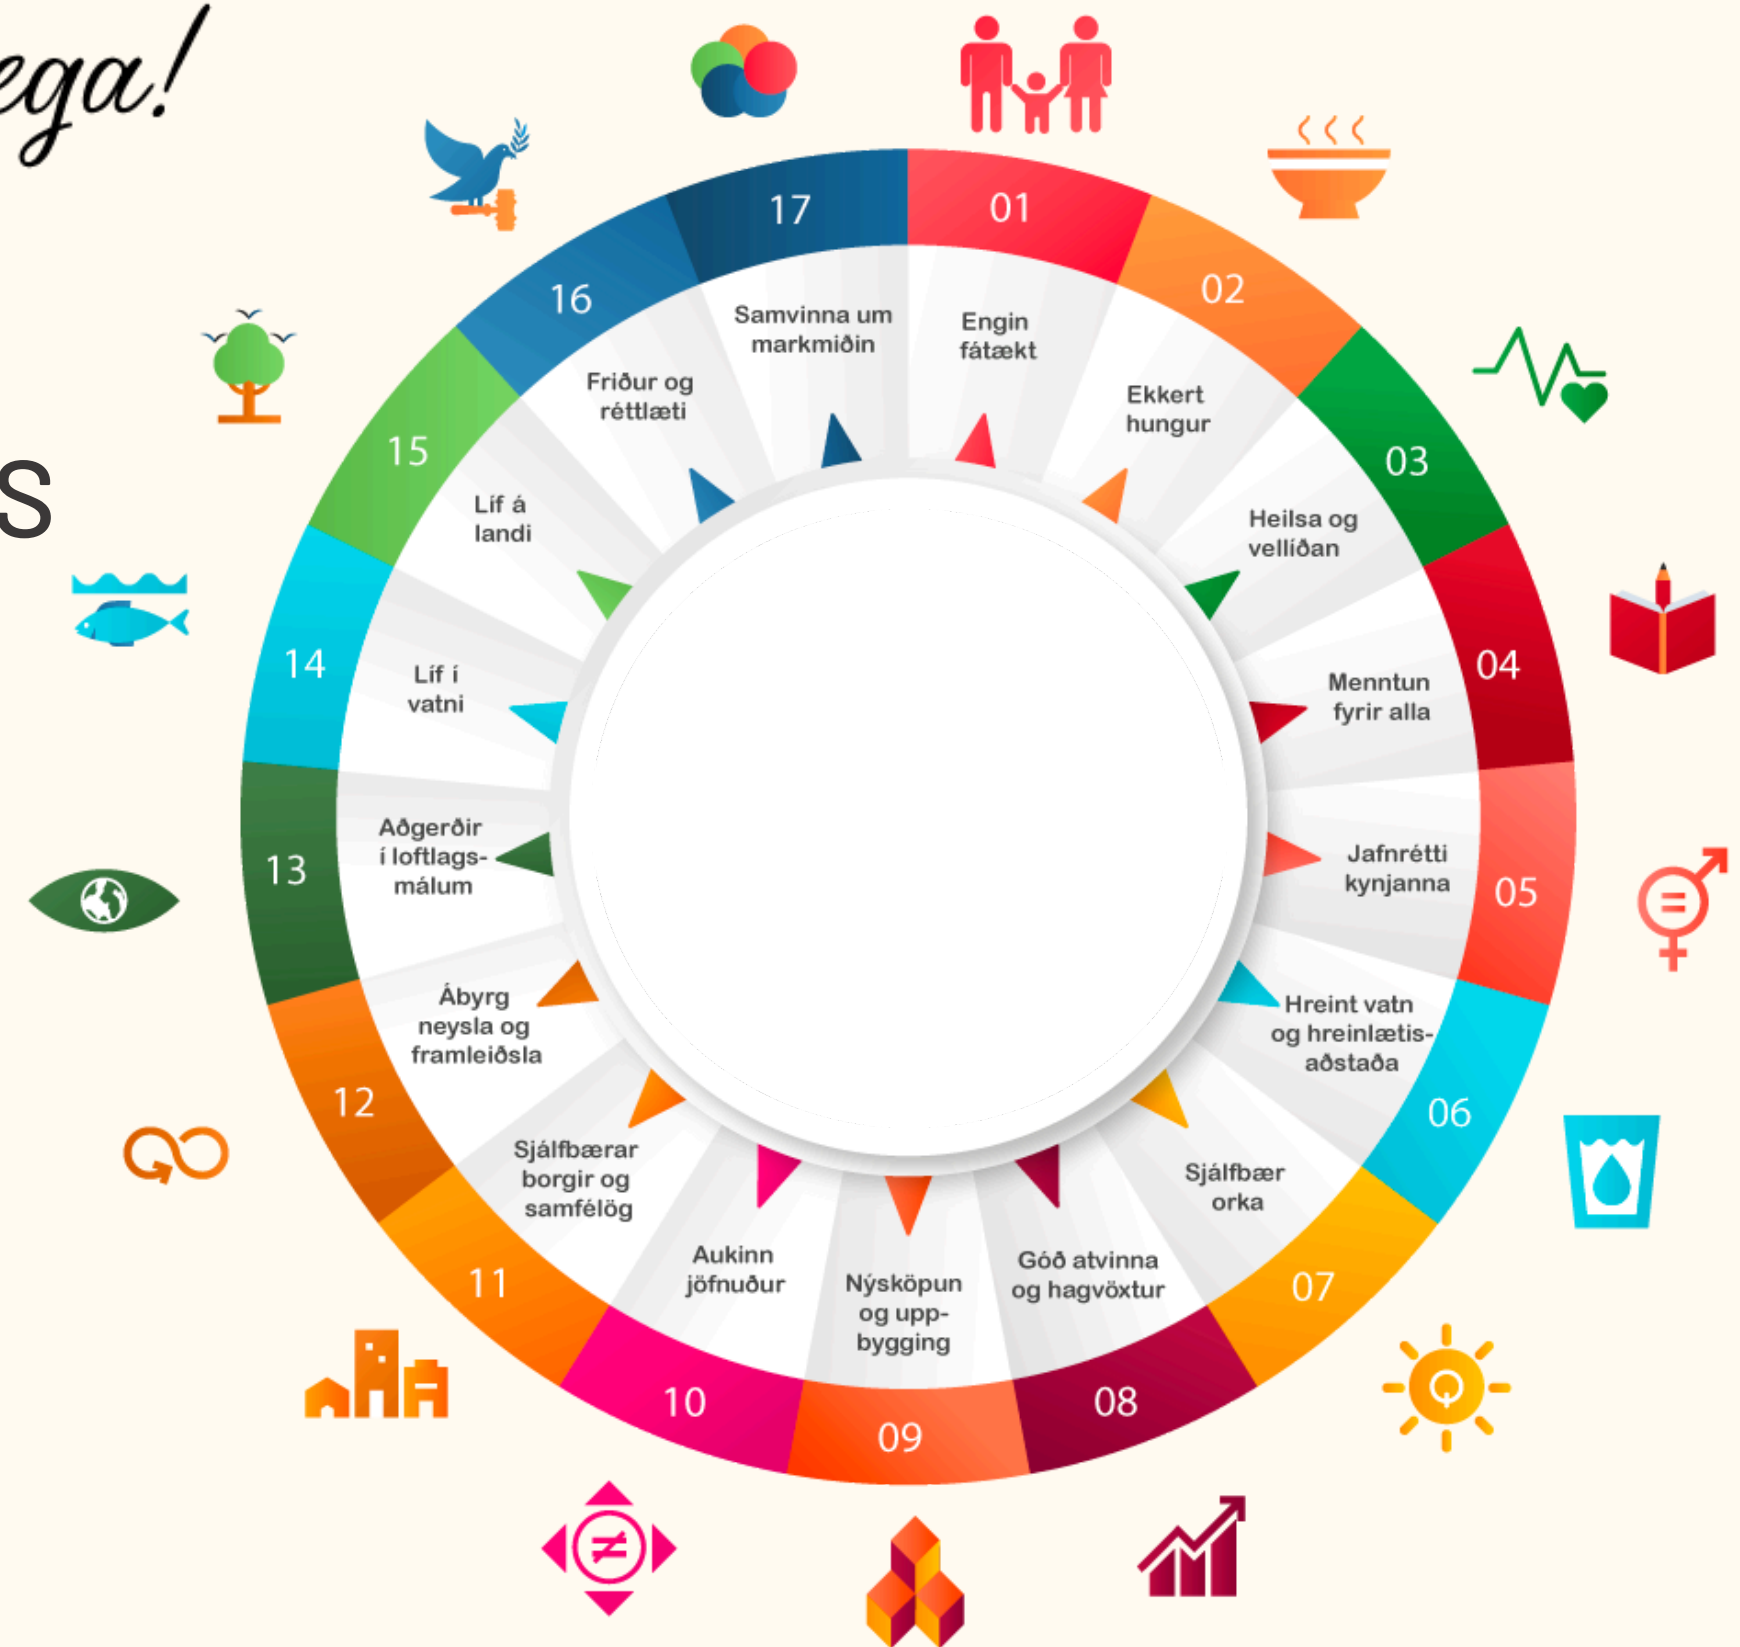 ega!
S
01
Engin
fátækt
02
Ekkert
hungur
03
Heilsa og
vellíðan
04
Menntun
fyrir alla
05
Jafnrétti
kynjanna
06
Hreint vatn
og hreinlætis-
aðstaða
07
Sjálfbær
orka
08
Góð atvinna
og hagvöxtur
09
Nýsköpun
og upp-
bygging
10
Aukinn
jöfnuður
11
Sjálfbærar
borgir og
samfélög
12
Ábyrg
neysla og
framleiðsla
13
Aðgerðir
í loftlags-
málum
14
Líf í
vatni
15
Líf á
landi
16
Friður og
réttlæti
17
Samvinna um
markmiðin